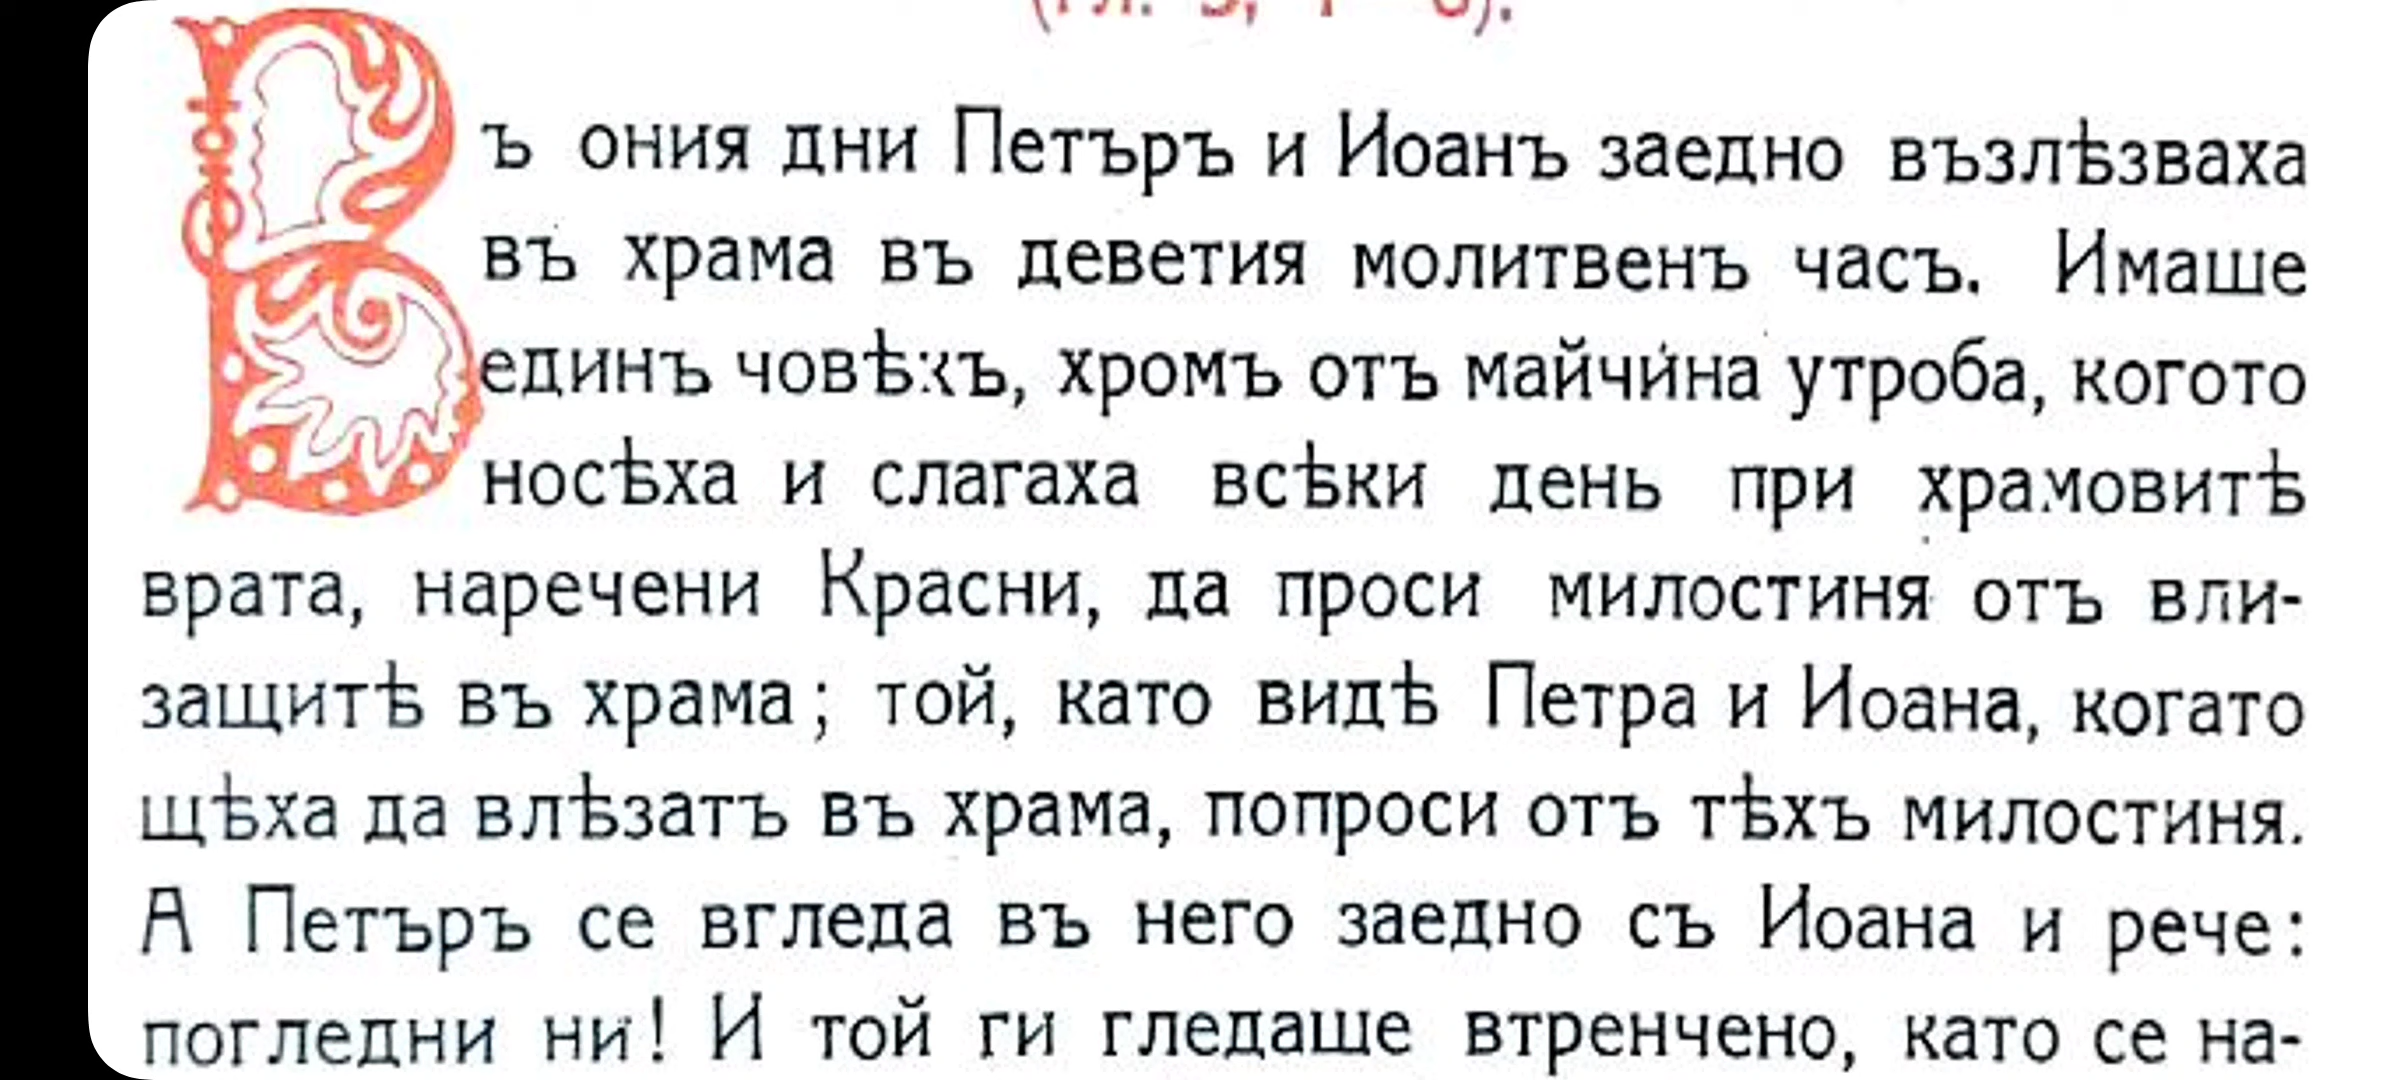 Въ ония дни Петъръ и Иоанъ заедно възлѣзваха
въ храма въ деветия молитвенъ часъ. Имаше
единъ човѣкъ, хромъ отъ майчина утроба, когото
носѣха и слагаха всѣки день при храмовитѣ
врата, наречени Красни, да проси милостиня отъ вли-
защитѣ въ храма; той, като видѣ Петра и Иоана, когато
щѣха да влѣзатъ въ храма, попроси отъ тѣхъ милостиня.
А Петъръ се вгледа въ него заедно съ Иоана и рече:
погледни ни! И той ги гледаше втренчено, като се на-